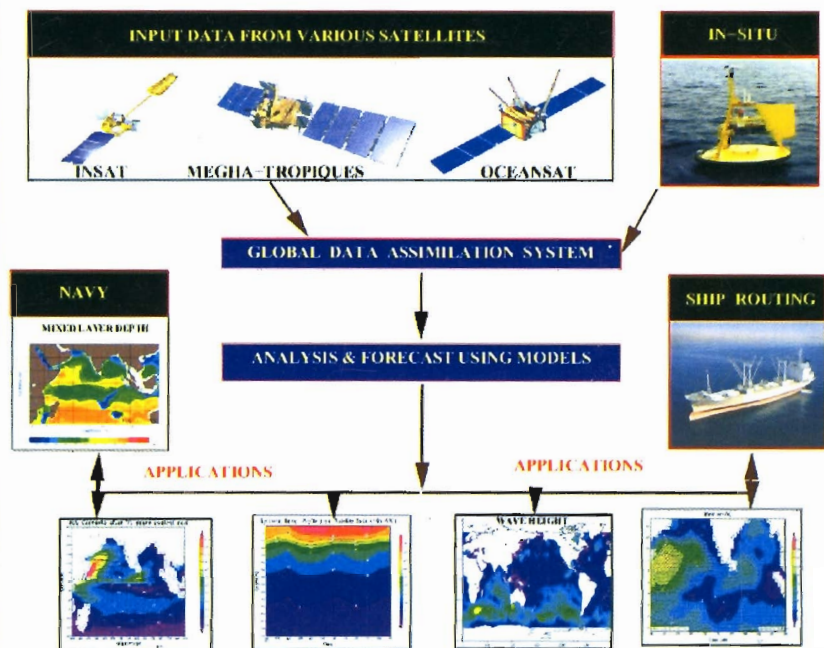 INPUT DATA FROM VARIOUS SATELLITES
IN-SITU
INSAT
MEGHA-TROPIQUES
OCEANSAT
GLOBAL DATA ASSIMILATION SYSTEM
NAVY
MIXED LAYER DEPTH
SHIP ROUTING
ANALYSIS & FORECAST USING MODELS
APPLICATIONS
APPLICATIONS
WAVE HEIGHT